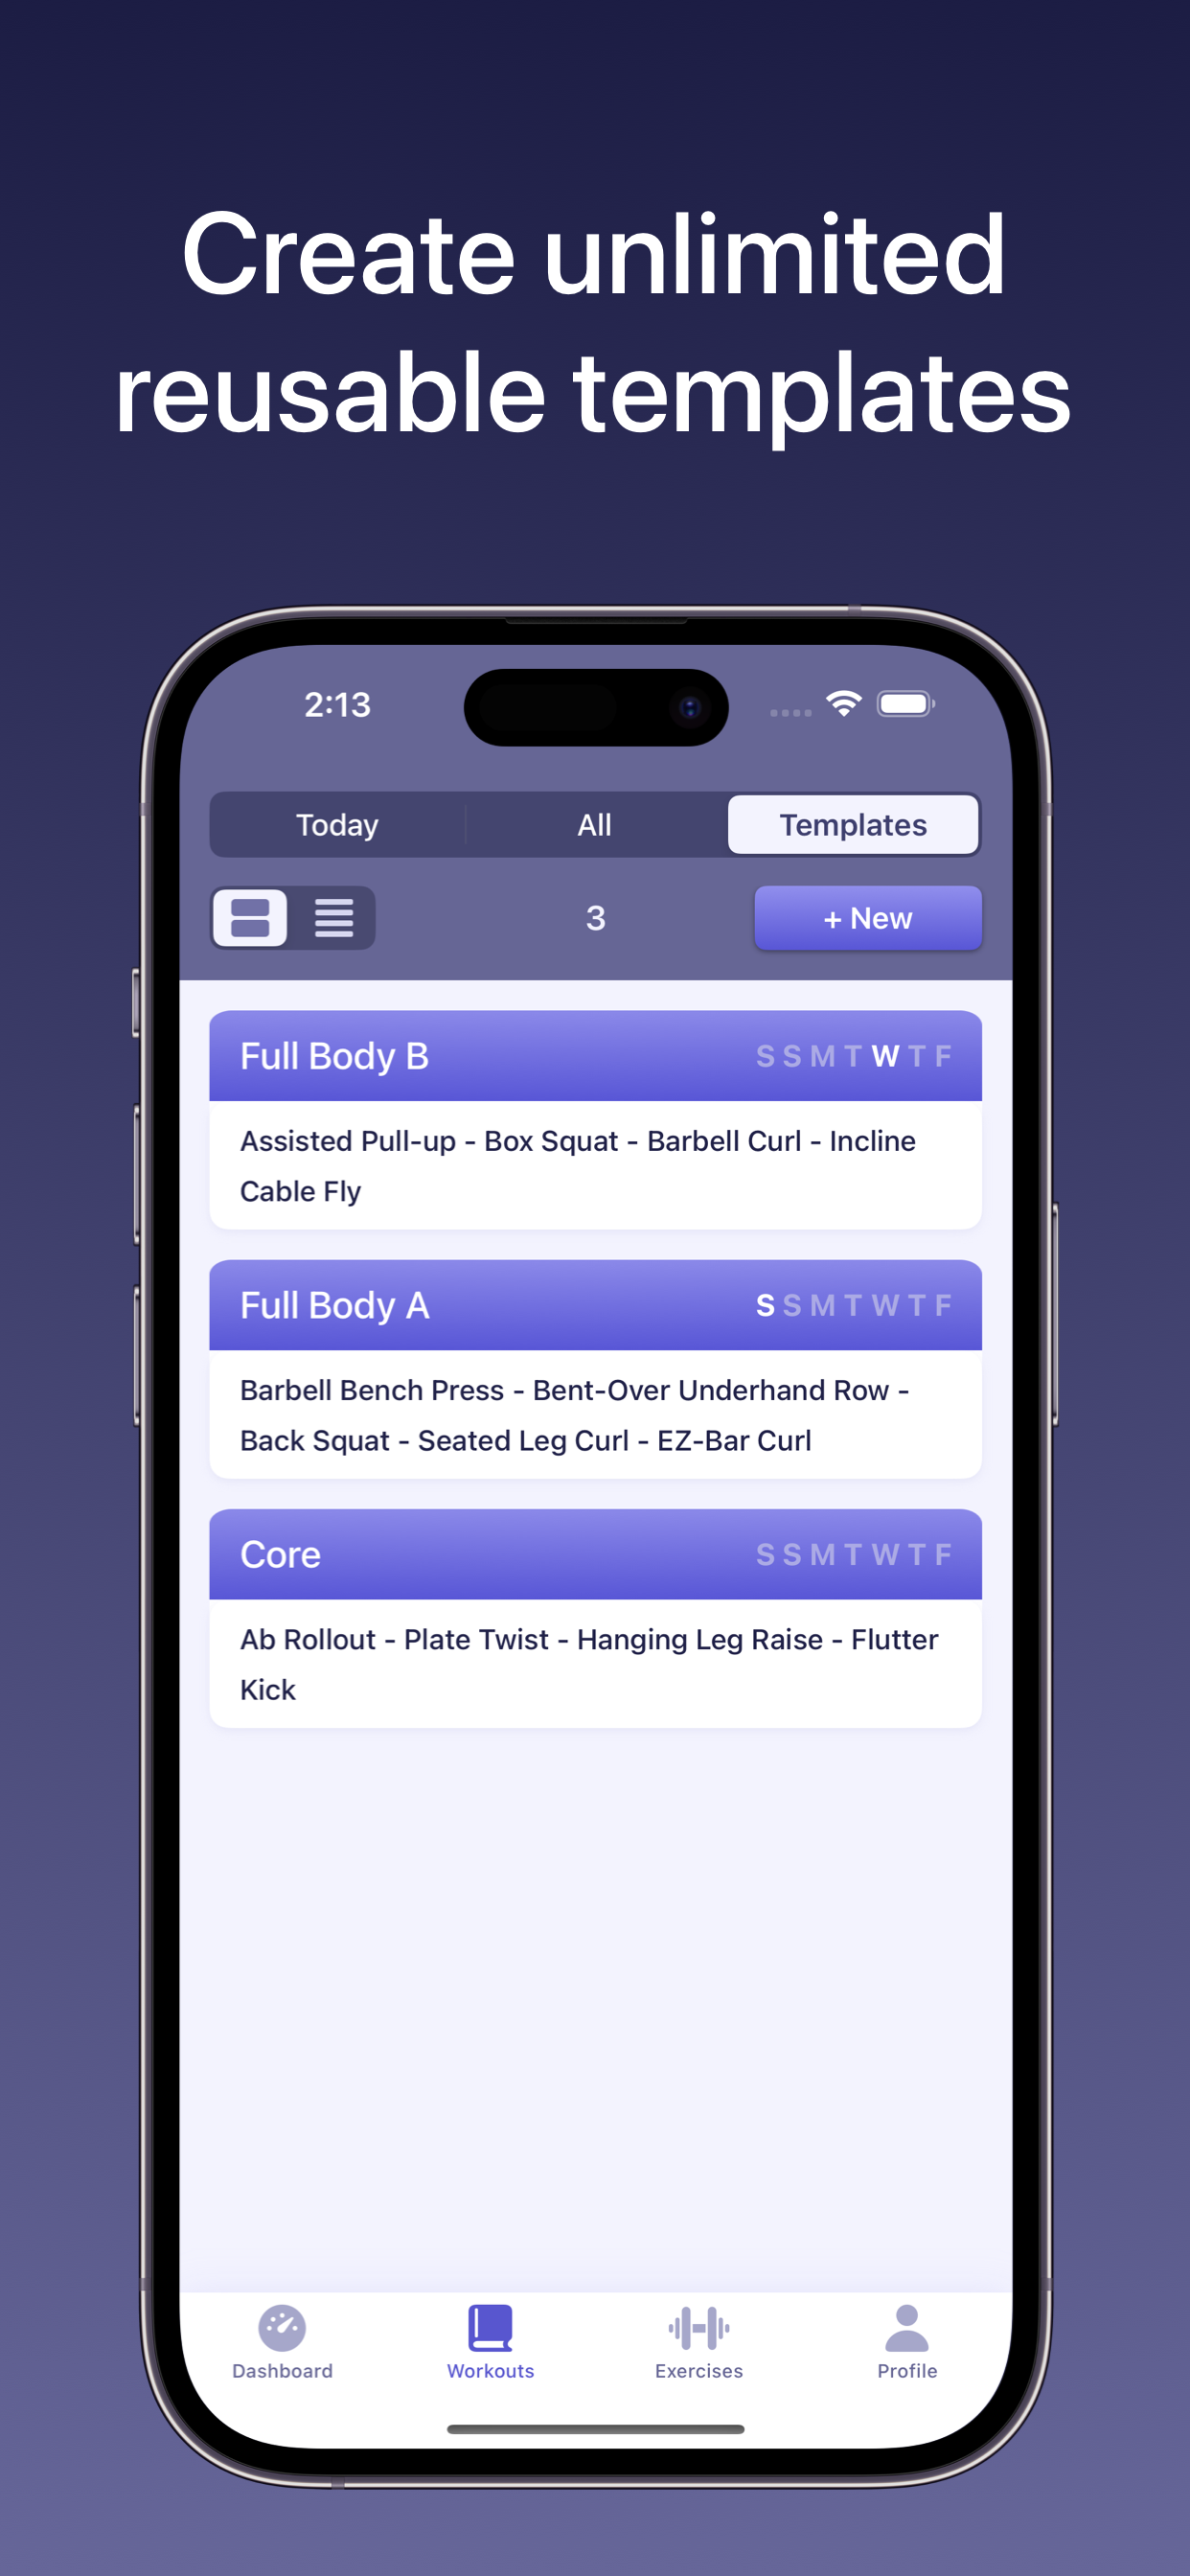 Create unlimited
reusable templates
2:13
Today All Templates
3 + New
Full Body B S S M T W T F
Assisted Pull-up - Box Squat - Barbell Curl - Incline
Cable Fly
Full Body A S S M T W T F
Barbell Bench Press - Bent-Over Underhand Row -
Back Squat - Seated Leg Curl - EZ-Bar Curl
Core S S M T W T F
Ab Rollout - Plate Twist - Hanging Leg Raise - Flutter
Kick
Dashboard Workouts Exercises Profile